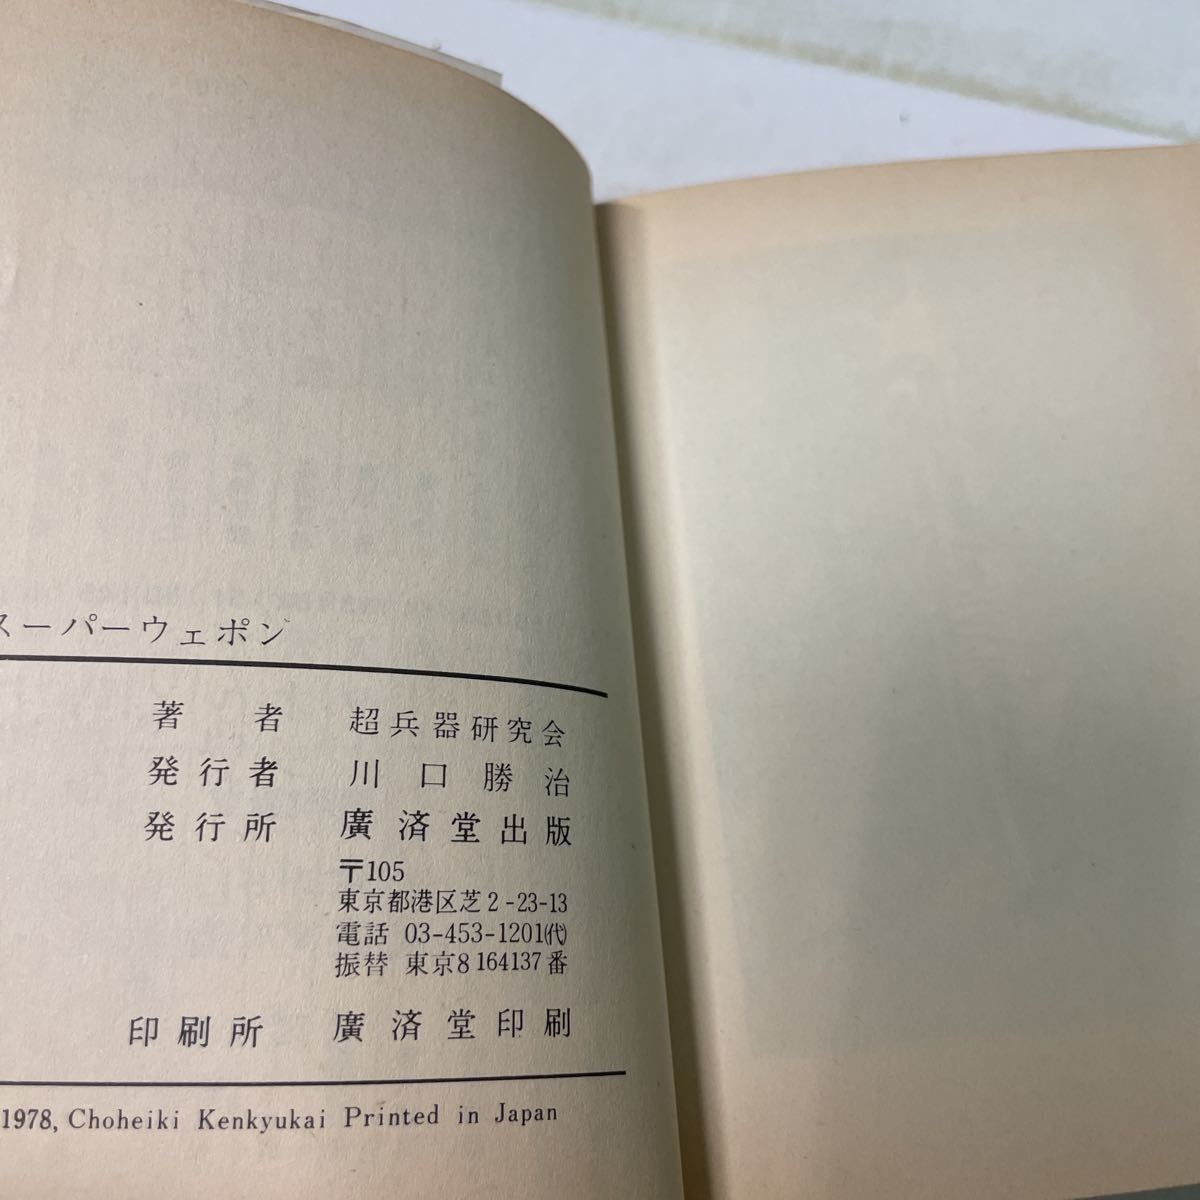 スーパーウェポン
著者 超兵器研究会
発行者 川口勝治
発行所 廣済堂出版
〒105
東京都港区芝2-23-13
電話 03-453-1201(代)
振替 東京8 164137番
印刷所 廣済堂印刷
1978, Choheiki Kenkyukai Printed in Japan